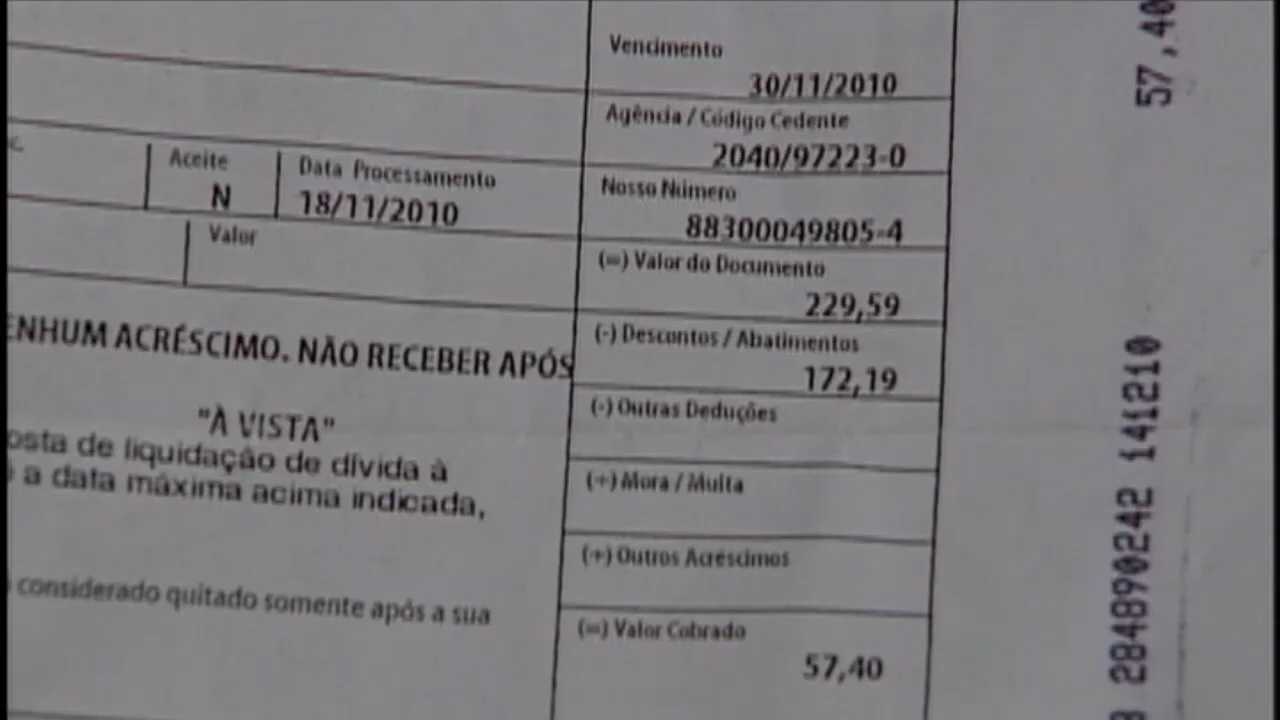 Vencimento
30/11/2010
Agência / Código Cedente
2040/97223-0
Aceite
N
Data Processamento
18/11/2010
Nosso Número
88300049805-4
Valor
(=) Valor do Documento
229,59
ENHUM ACRÉSCIMO. NÃO RECEBER APÓS
(-) Descontos / Abatimentos
172,19
"À VISTA"
osta de liquidação de dívida à
a data máxima acima indicada,
(-) Outras Deduções
(+) Mora / Multa
(+) Outros Acréscimos
considerado quitado somente após a sua
(=) Valor Cobrado
57,40
284890242 141210
57,40